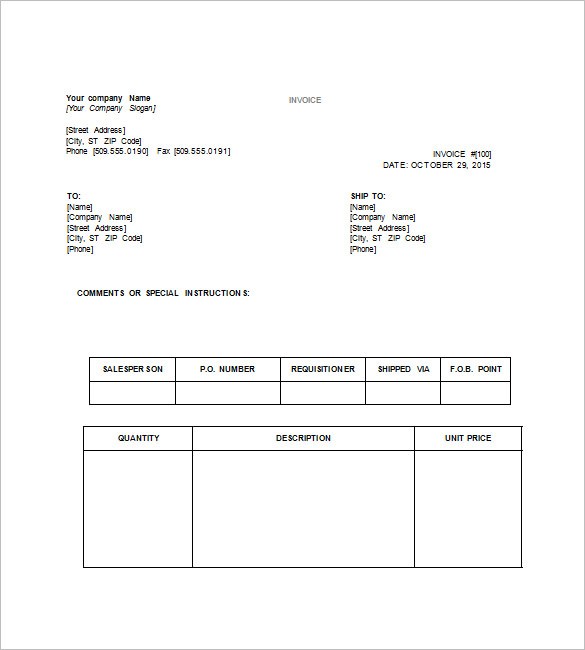 Your company Name
INVOICE
[Your Company Slogan]
[Street Address]
[City, ST ZIP Code]
Phone [509.555.0190] Fax [509.555.0191]
INVOICE #[100]
DATE: OCTOBER 29, 2015
TO:
[Name]
[Company Name]
[Street Address]
[City, ST ZIP Code]
[Phone]
SHIP TO:
[Name]
[Company Name]
[Street Address]
[City, ST ZIP Code]
[Phone]
COMMENTS OR SPECIAL INSTRUCTIONS:
SALESPERSON P.O. NUMBER REQUISITIONER SHIPPED VIA F.O.B. POINT
QUANTITY DESCRIPTION UNIT PRICE